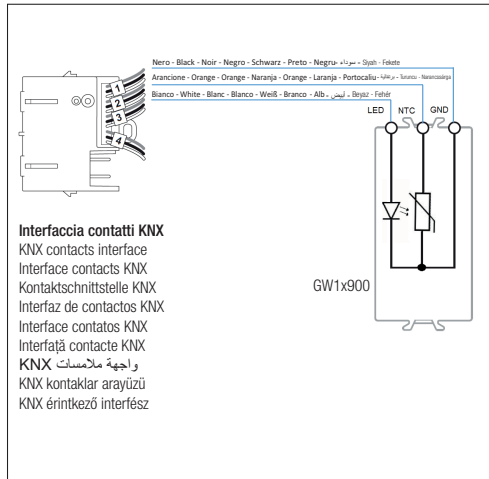 Nero - Black - Noir - Negro - Schwarz - Preto - Negru - سوداء - Siyah - Fekete
Arancione - Orange - Orange - Naranja - Orange - Laranja - Portocaliu - برتقالية - Turuncu - Narancssárga
Bianco - White - Blanc - Blanco - Weiß - Branco - Alb - أبيض - Beyaz - Fehér
LED NTC GND
1
2
3
4
GW1x900
Interfaccia contatti KNX
KNX contacts interface
Interface contacts KNX
Kontaktschnittstelle KNX
Interfaz de contactos KNX
Interface contatos KNX
Interfață contacte KNX
واجهة ملامسات KNX
KNX kontaklar arayüzü
KNX érintkező interfész